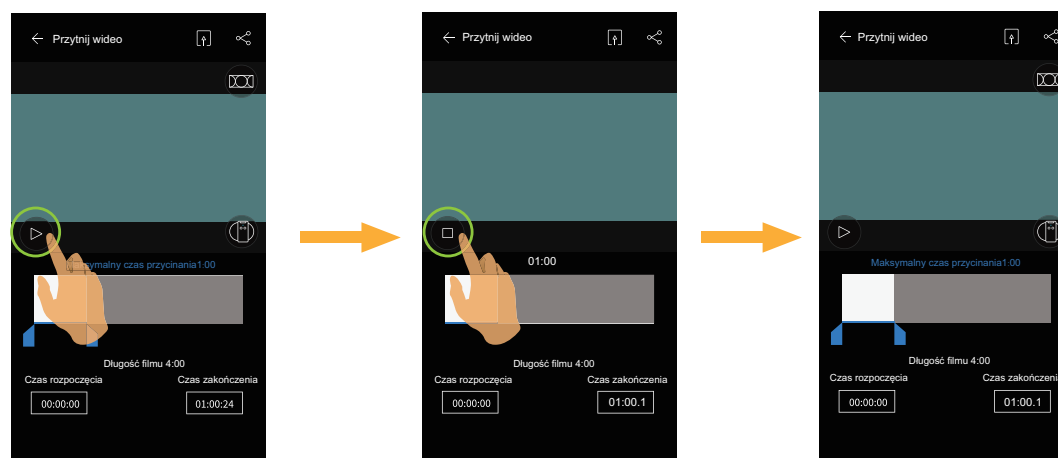 Przytnij wideo
symalny czas przycinania1:00
Długość filmu 4:00
Czas rozpoczęcia Czas zakończenia
00:00:00 01:00:24
Przytnij wideo
01:00
Długość filmu 4:00
Czas rozpoczęcia Czas zakończenia
00:00:00 01:00.1
Przytnij wideo
Maksymalny czas przycinania1:00
Długość filmu 4:00
Czas rozpoczęcia Czas zakończenia
00:00:00 01:00.1